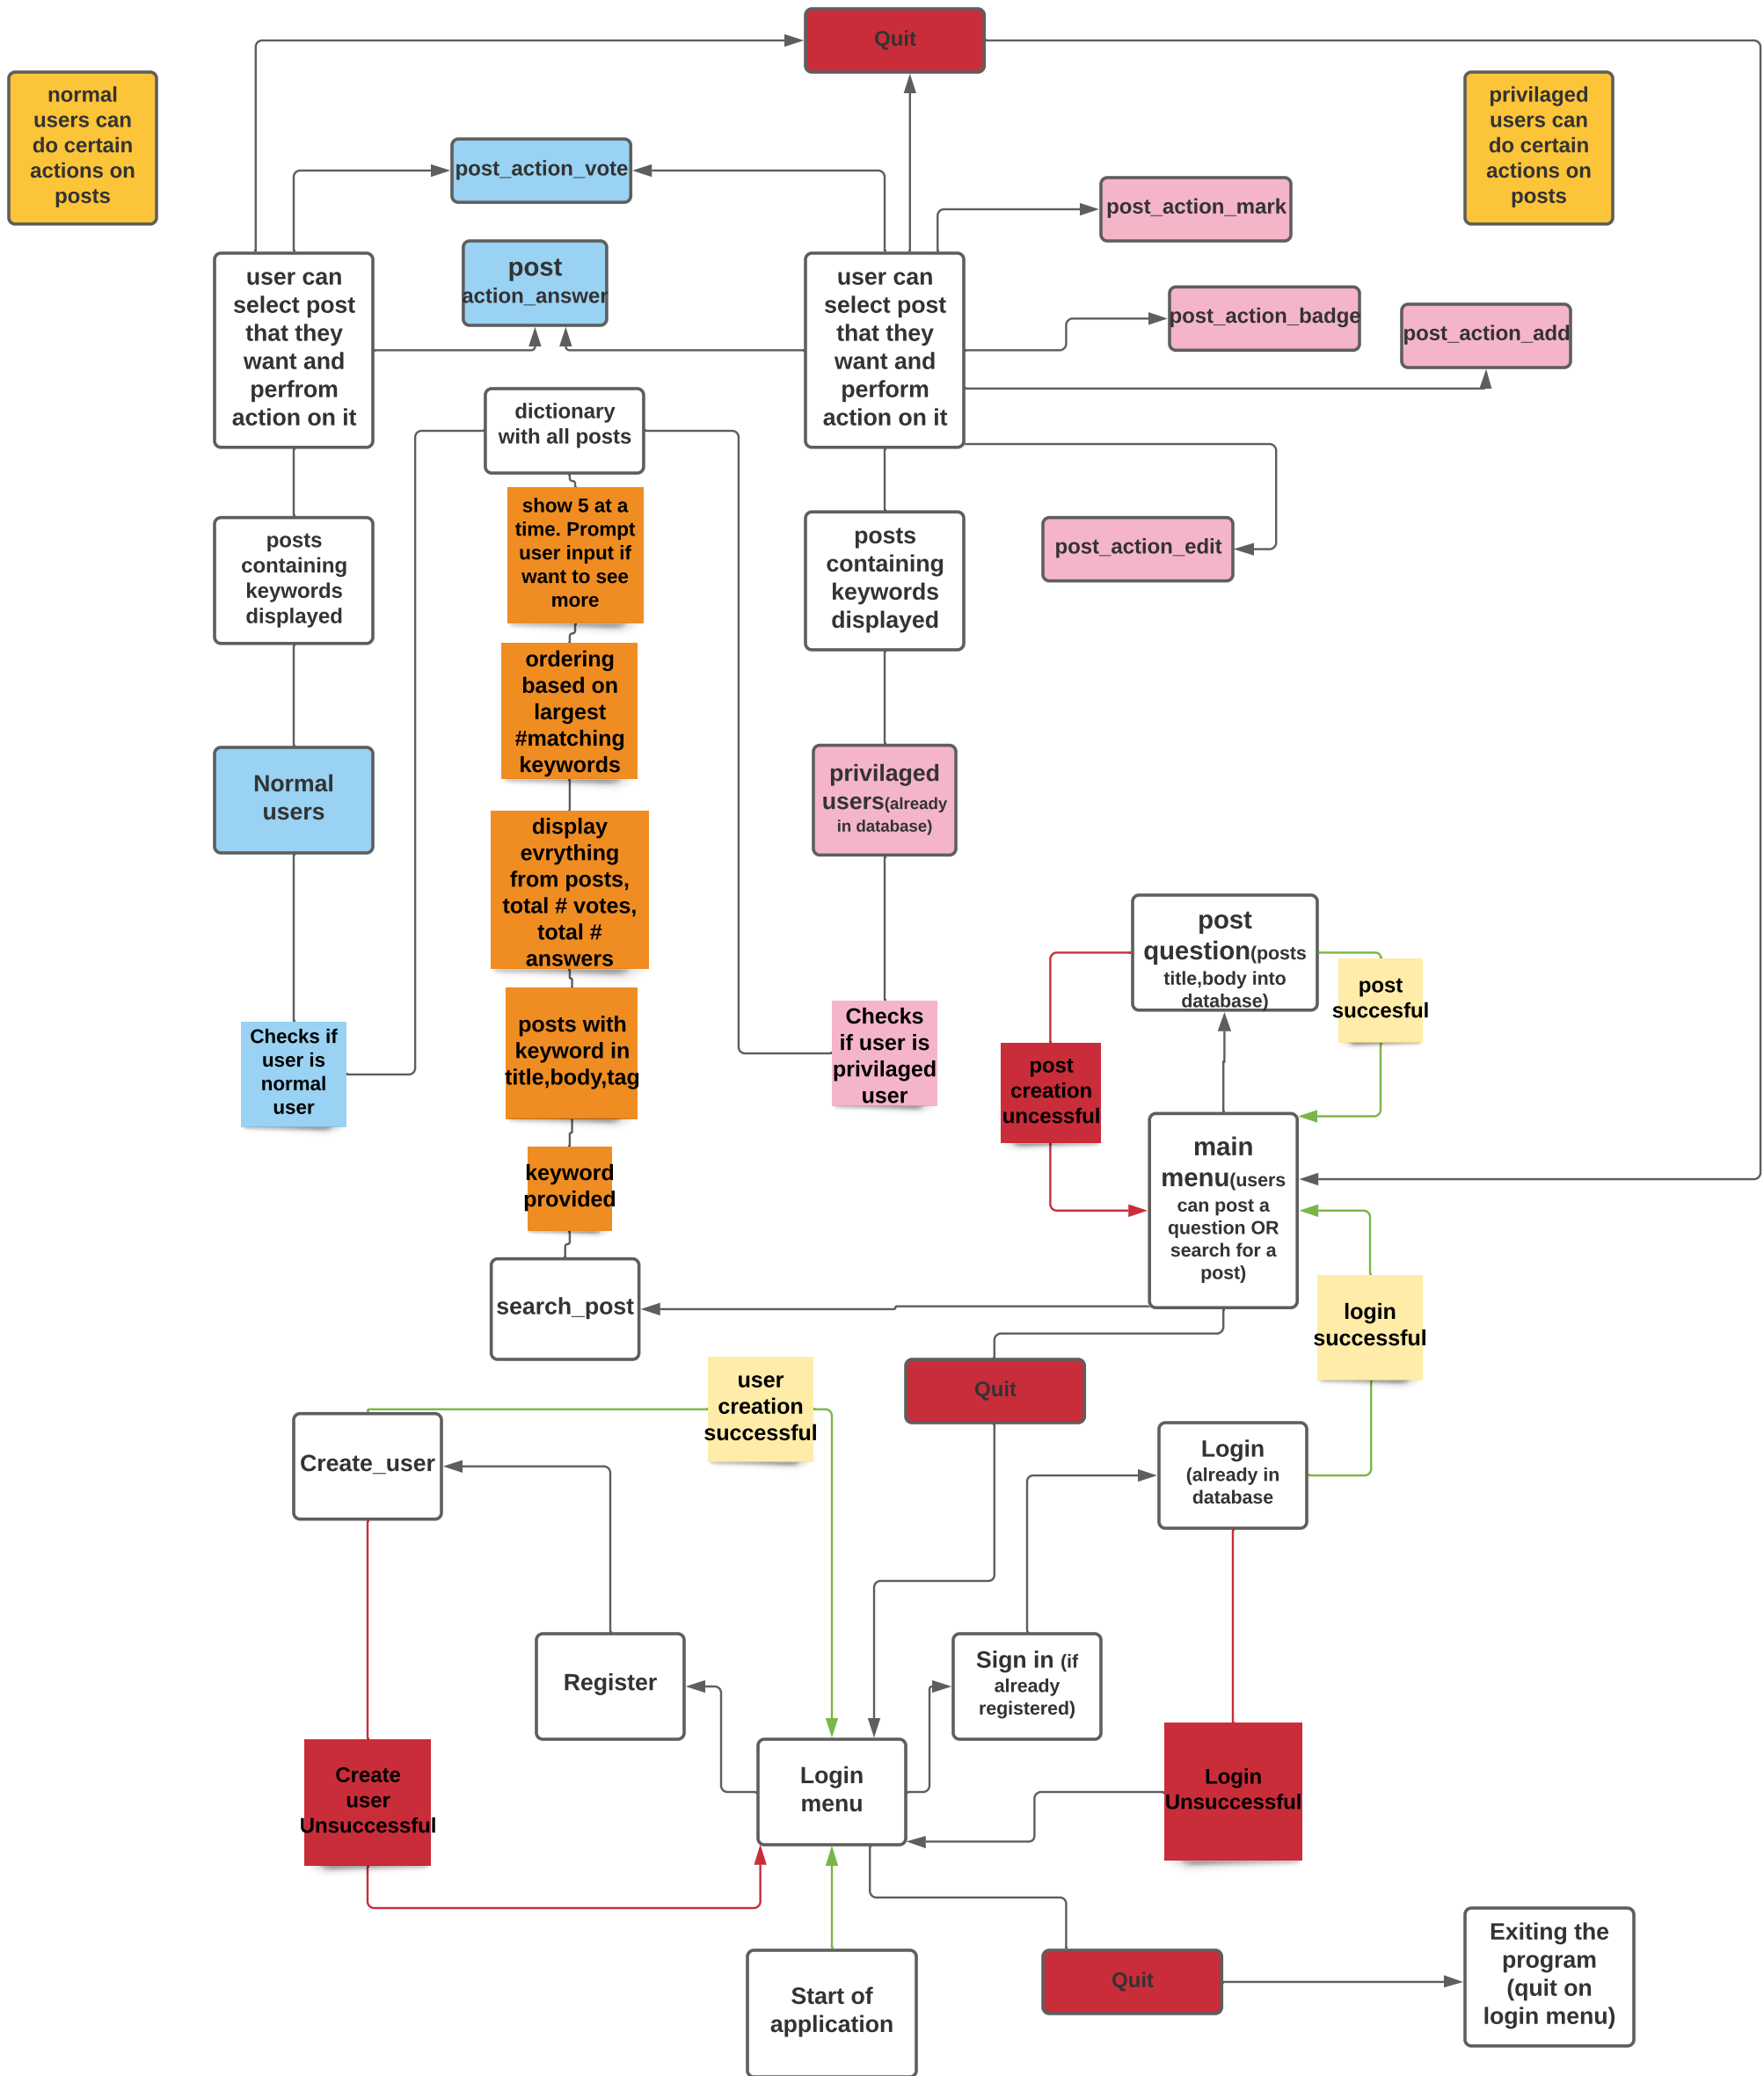 Quit
normal
users can
do certain
actions on
posts
privilaged
users can
do certain
actions on
posts
post_action_vote
post_action_mark
user can
select post
that they
want and
perfrom
action on it
post
action_answer
user can
select post
that they
want and
perform
action on it
post_action_badge
post_action_add
dictionary
with all posts
show 5 at a
time. Prompt
user input if
want to see
more
posts
containing
keywords
displayed
posts
containing
keywords
displayed
post_action_edit
ordering
based on
largest
#matching
keywords
Normal
users
privilaged
users(already
in database)
display
evrything
from posts,
total # votes,
total #
answers
post
question(posts
title,body into
database)
post
succesful
posts with
keyword in
title,body,tag
Checks if
user is
normal
user
Checks
if user is
privilaged
user
post
creation
uncessful
keyword
provided
main
menu(users
can post a
question OR
search for a
post)
search_post
login
successful
Quit
user
creation
successful
Create_user
Login
(already in
database
Register
Sign in (if
already
registered)
Login
menu
Create
user
Unsuccessful
Login
Unsuccessful
Start of
application
Quit
Exiting the
program
(quit on
login menu)